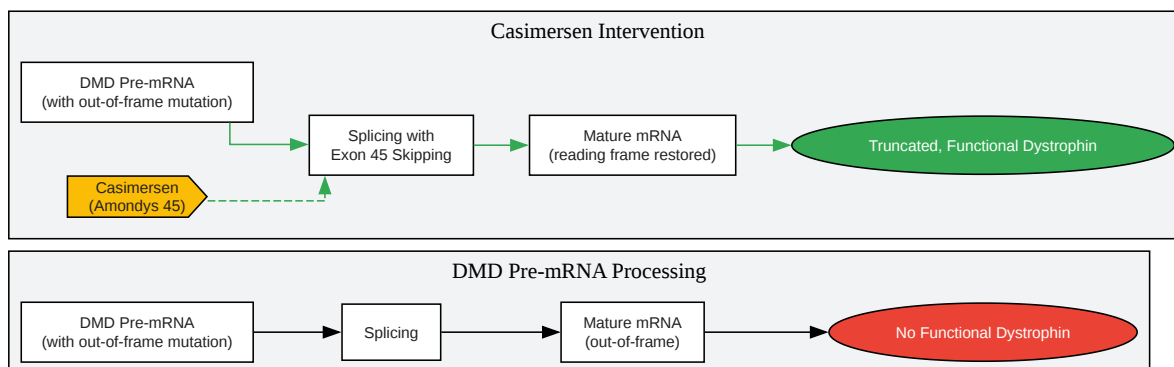 Casimersen Intervention
DMD Pre-mRNA
(with out-of-frame mutation)
Splicing with
Exon 45 Skipping
Mature mRNA
(reading frame restored)
Truncated, Functional Dystrophin
Casimersen
(Amondys 45)
DMD Pre-mRNA Processing
DMD Pre-mRNA
(with out-of-frame mutation)
Splicing
Mature mRNA
(out-of-frame)
No Functional Dystrophin